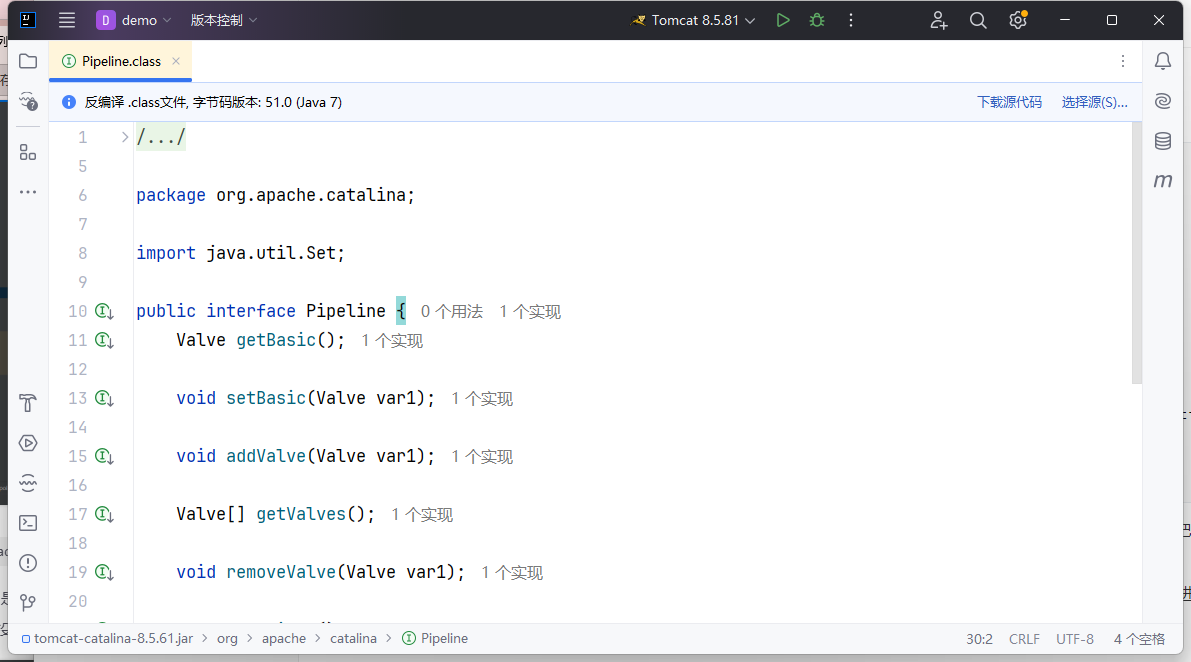 D demo 版本控制 Tomcat 8.5.81
Pipeline.class
反编译 .class文件, 字节码版本: 51.0 (Java 7) 下载源代码 选择源(S)...
1 /.../
5
6 package org.apache.catalina;
7
8 import java.util.Set;
9
10 public interface Pipeline { 0 个用法 1 个实现
11 Valve getBasic(); 1 个实现
12
13 void setBasic(Valve var1); 1 个实现
14
15 void addValve(Valve var1); 1 个实现
16
17 Valve[] getValves(); 1 个实现
18
19 void removeValve(Valve var1); 1 个实现
20
tomcat-catalina-8.5.61.jar org apache catalina Pipeline 30:2 CRLF UTF-8 4 个空格